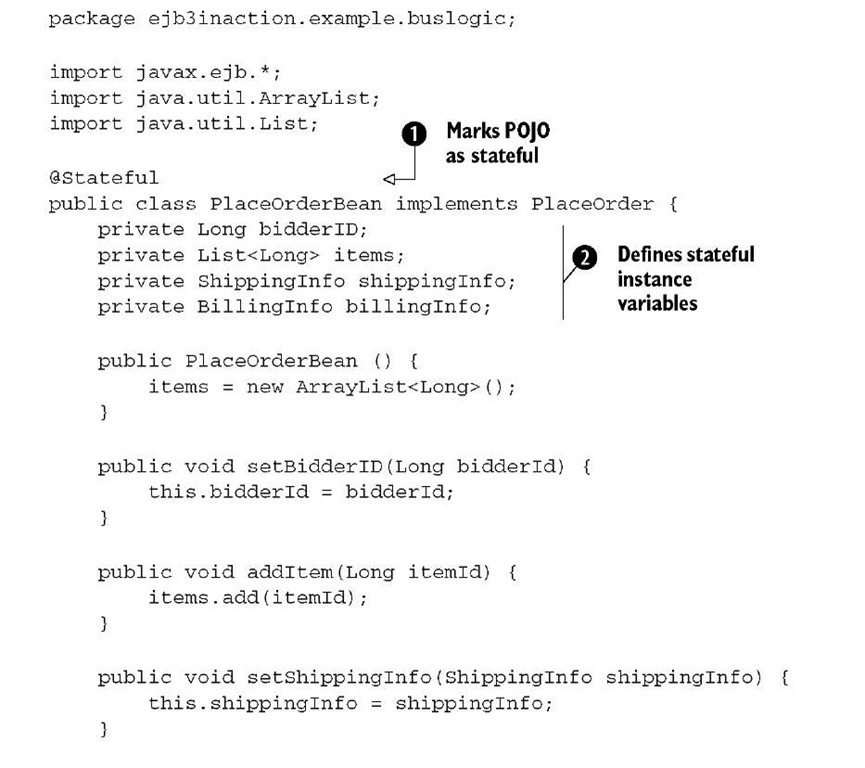 package ejb3inaction.example.buslogic;
import javax.ejb.*;
import java.util.ArrayList;
import java.util.List;
1 Marks POJO
as stateful
@Stateful
public class PlaceOrderBean implements PlaceOrder {
private Long bidderID;
private List<Long> items;
private ShippingInfo shippingInfo;
private BillingInfo billingInfo;
2 Defines stateful
instance
variables
public PlaceOrderBean () {
items = new ArrayList<Long>();
}
public void setBidderID(Long bidderId) {
this.bidderId = bidderId;
}
public void addItem(Long itemId) {
items.add(itemId);
}
public void setShippingInfo(ShippingInfo shippingInfo) {
this.shippingInfo = shippingInfo;
}